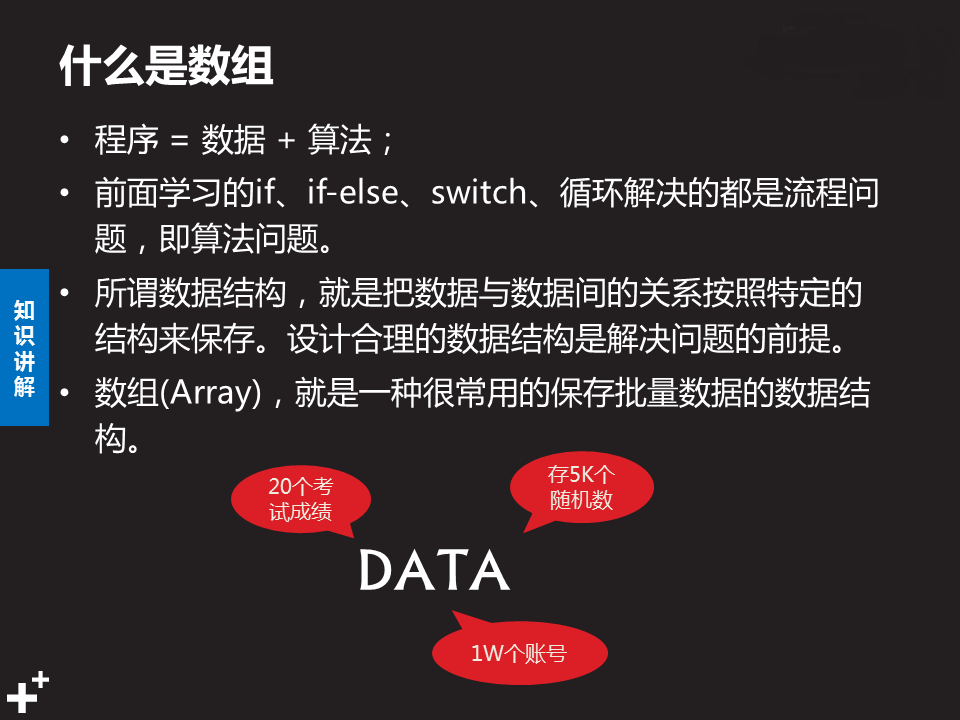 什么是数组
• 程序 = 数据 + 算法；
• 前面学习的if、if-else、switch、循环解决的都是流程问
题，即算法问题。
• 所谓数据结构，就是把数据与数据间的关系按照特定的
结构来保存。设计合理的数据结构是解决问题的前提。
• 数组(Array)，就是一种很常用的保存批量数据的数据结
构。
知
识
讲
解
20个考
试成绩
存5K个
随机数
DATA
1W个账号